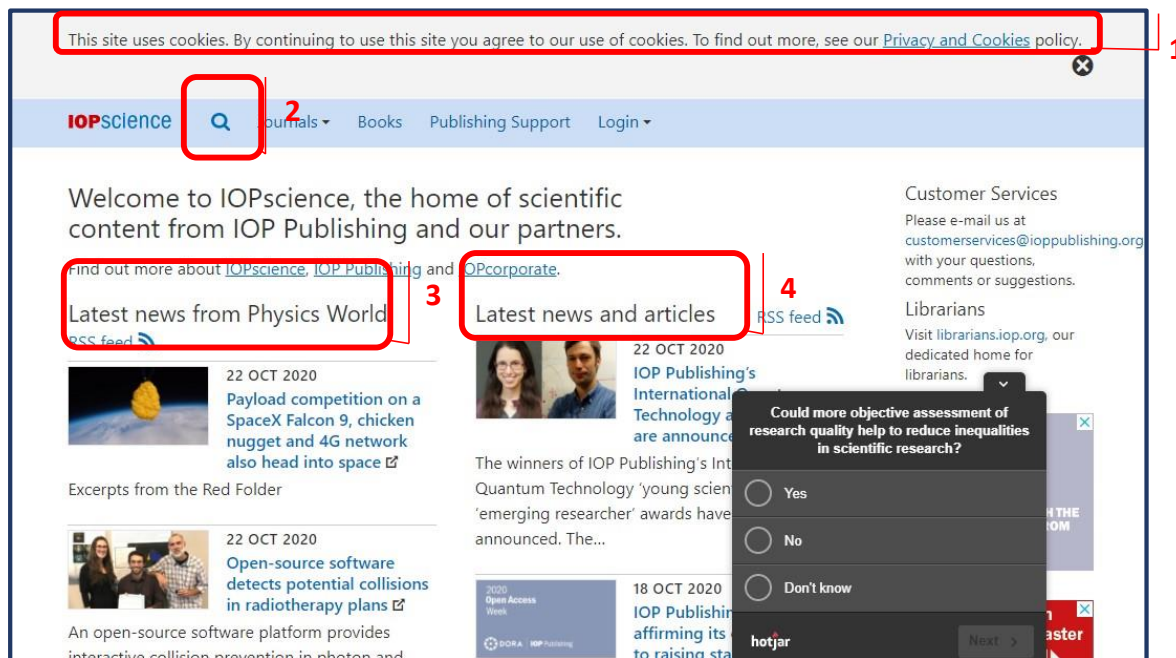 This site uses cookies. By continuing to use this site you agree to our use of cookies. To find out more, see our Privacy and Cookies policy.
1
IOPSCIENCE
2
Journals
Books
Publishing Support
Login
Welcome to IOPscience, the home of scientific
content from IOP Publishing and our partners.
Find out more about IOPscience, IOP Publishing and IOPcorporate.
3
Latest news from Physics World
RSS feed
22 OCT 2020
Payload competition on a
SpaceX Falcon 9, chicken
nugget and 4G network
also head into space
Excerpts from the Red Folder
22 OCT 2020
Open-source software
detects potential collisions
in radiotherapy plans
An open-source software platform provides
interactive collision prevention in photon and
4
Latest news and articles
RSS feed
22 OCT 2020
IOP Publishing's
International
Technology
are
The winners of IOP Publishing's
Quantum Technology 'young
'emerging researcher' awards have
announced. The...
2020
Open Access
Week
DORA
IOP Publishing
18 OCT 2020
IOP
affirming its
to raising
Customer Services
Please e-mail us at
customerservices@ioppublishing.org
with your questions,
comments or suggestions.
Librarians
Visit librarians.iop.org, our
dedicated home for
librarians.
Could more objective assessment of
research quality help to reduce inequalities
in scientific research?
Yes
No
Don't know
hotjar
Next >
THE